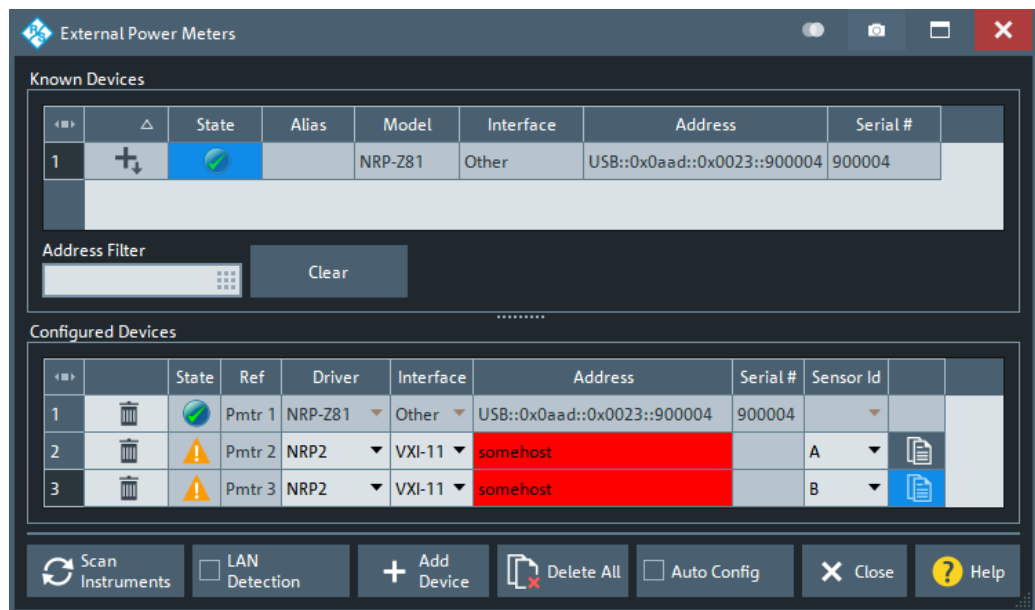 External Power Meters
Known Devices
State Alias Model Interface Address Serial #
1 NRP-Z81 Other USB::0x0aad::0x0023::900004 900004
Address Filter
Clear
Configured Devices
State Ref Driver Interface Address Serial # Sensor Id
1 Pmtr 1 NRP-Z81 Other USB::0x0aad::0x0023::900004 900004
2 Pmtr 2 NRP2 VXI-11 somehost A
3 Pmtr 3 NRP2 VXI-11 somehost B
Scan Instruments
LAN Detection
Add Device
Delete All
Auto Config
Close
Help